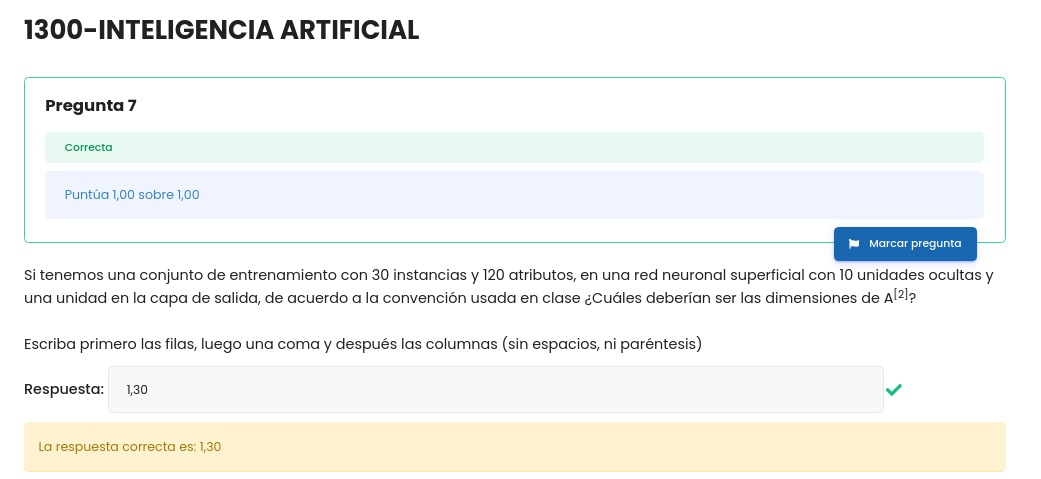 1300-INTELIGENCIA ARTIFICIAL
Pregunta 7
Correcta
Puntúa 1,00 sobre 1,00
Marcar pregunta
Si tenemos una conjunto de entrenamiento con 30 instancias y 120 atributos, en una red neuronal superficial con 10 unidades ocultas y
una unidad en la capa de salida, de acuerdo a la convención usada en clase ¿Cuáles deberían ser las dimensiones de A[2]?
Escriba primero las filas, luego una coma y después las columnas (sin espacios, ni paréntesis)
Respuesta: 1,30
La respuesta correcta es: 1,30